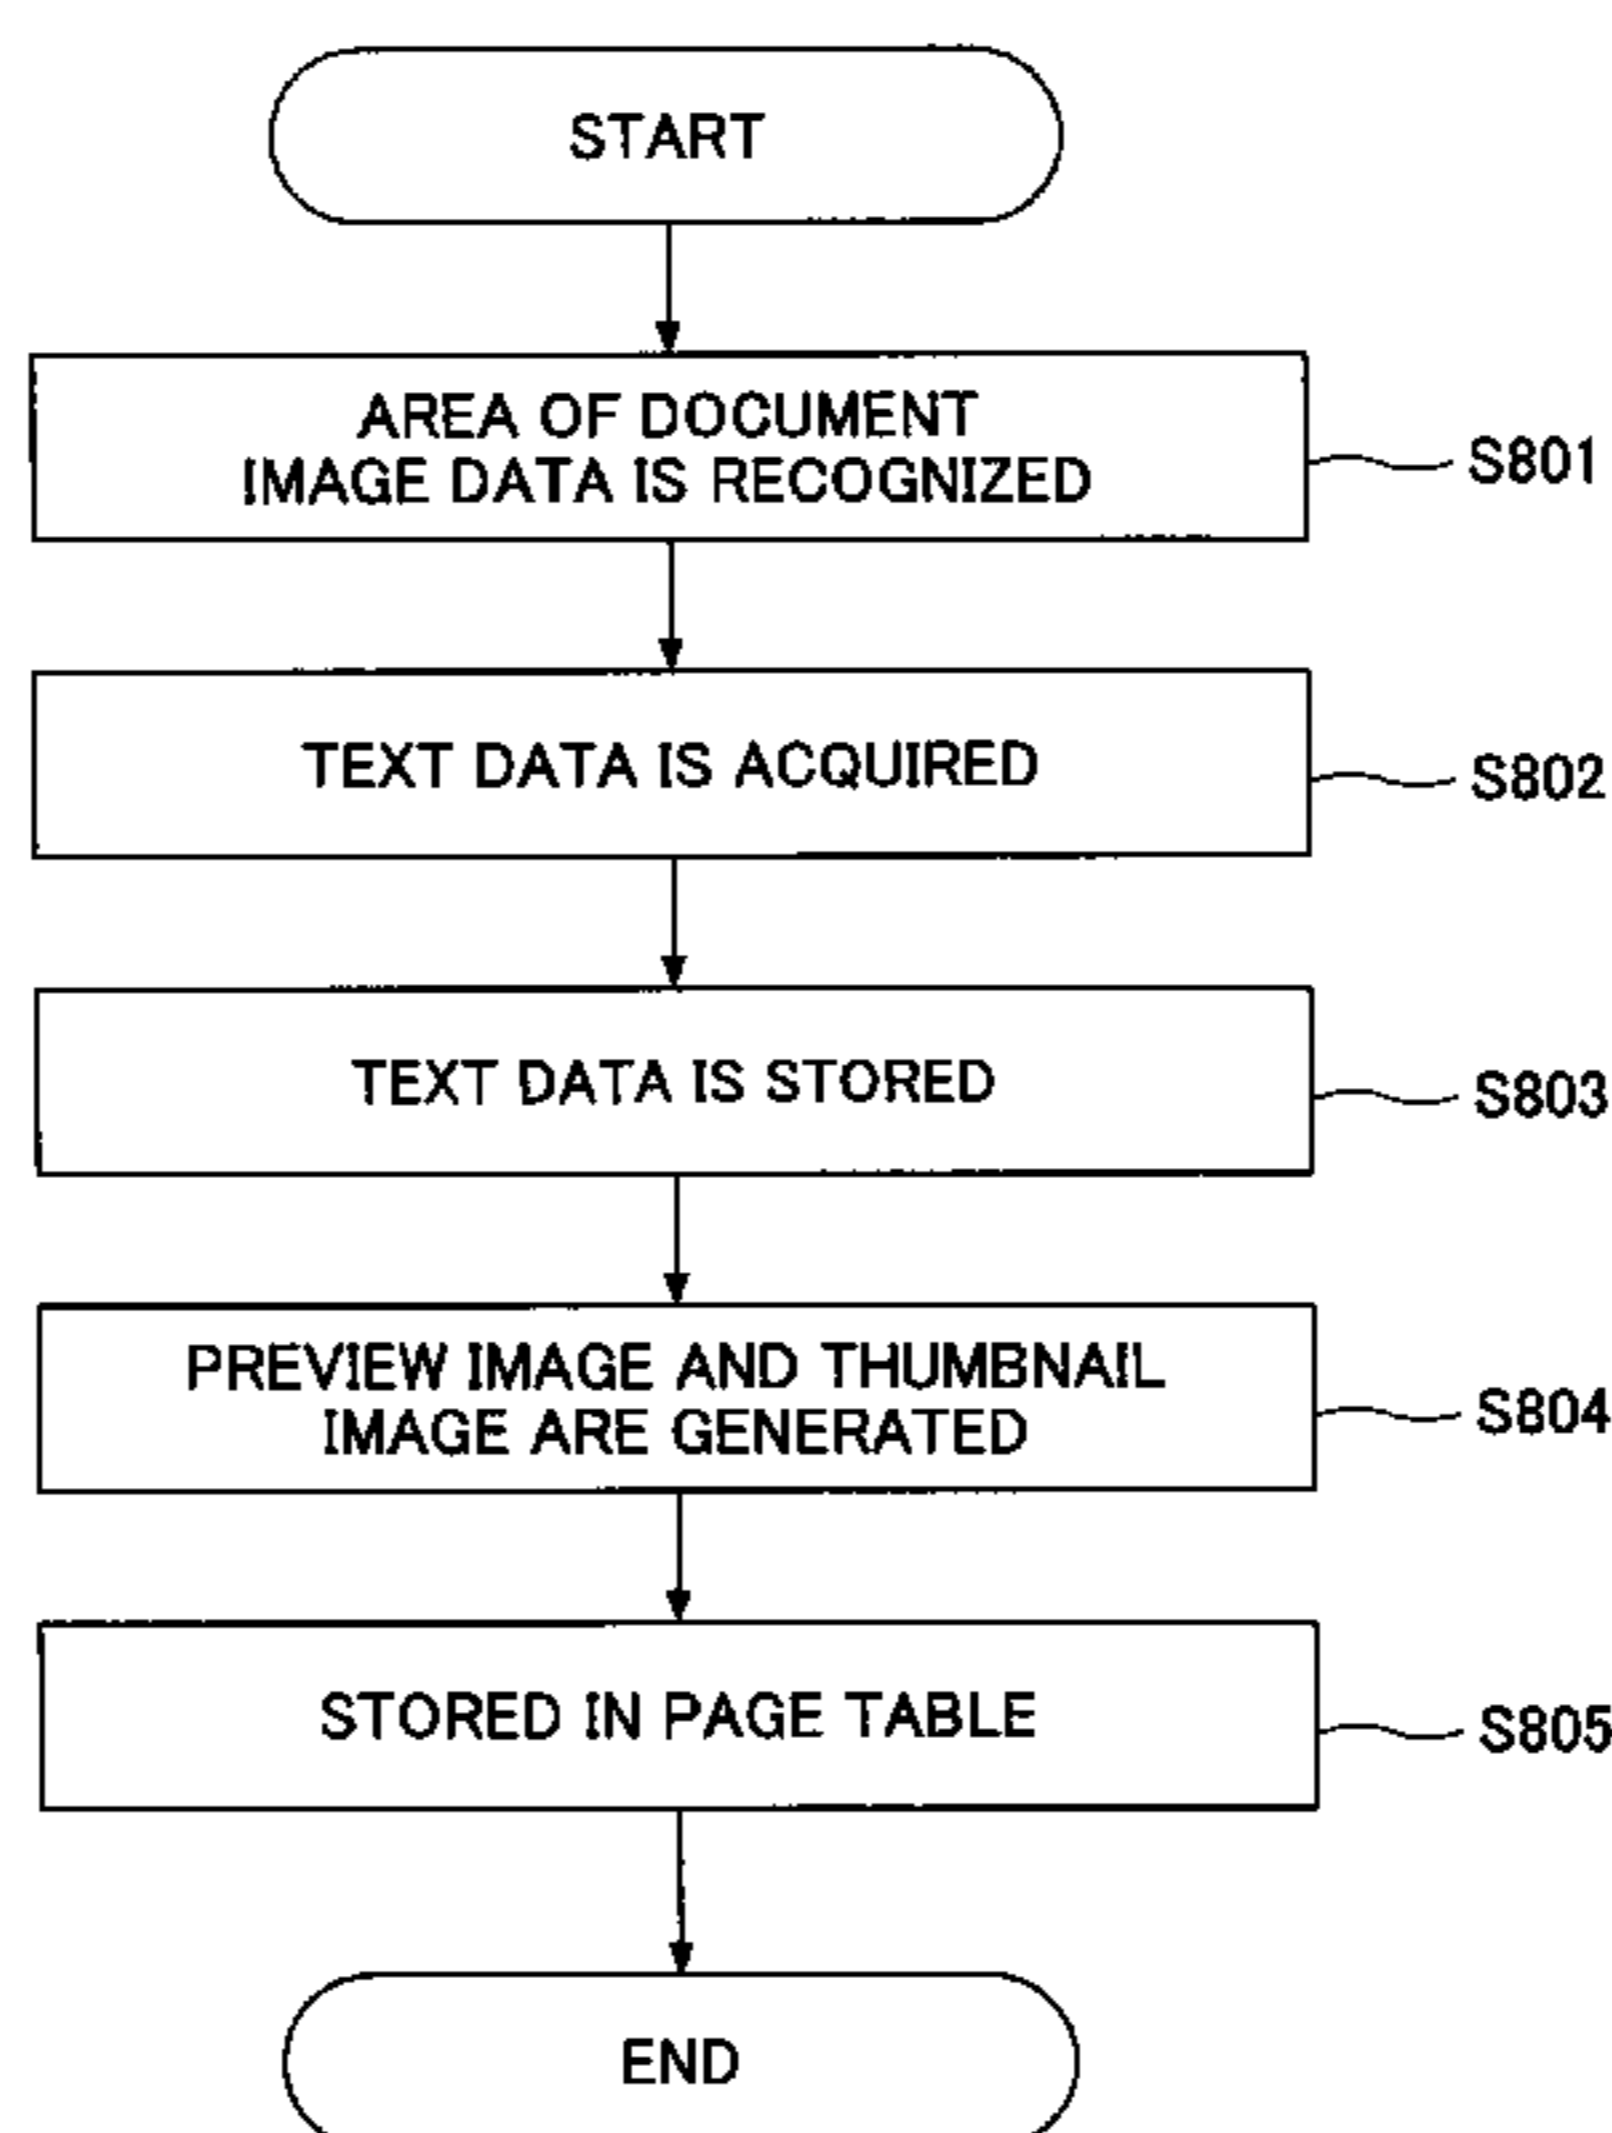 START
AREA OF DOCUMENT
IMAGE DATA IS RECOGNIZED
S801
TEXT DATA IS ACQUIRED
S802
TEXT DATA IS STORED
S803
PREVIEW IMAGE AND THUMBNAIL
IMAGE ARE GENERATED
S804
STORED IN PAGE TABLE
S805
END